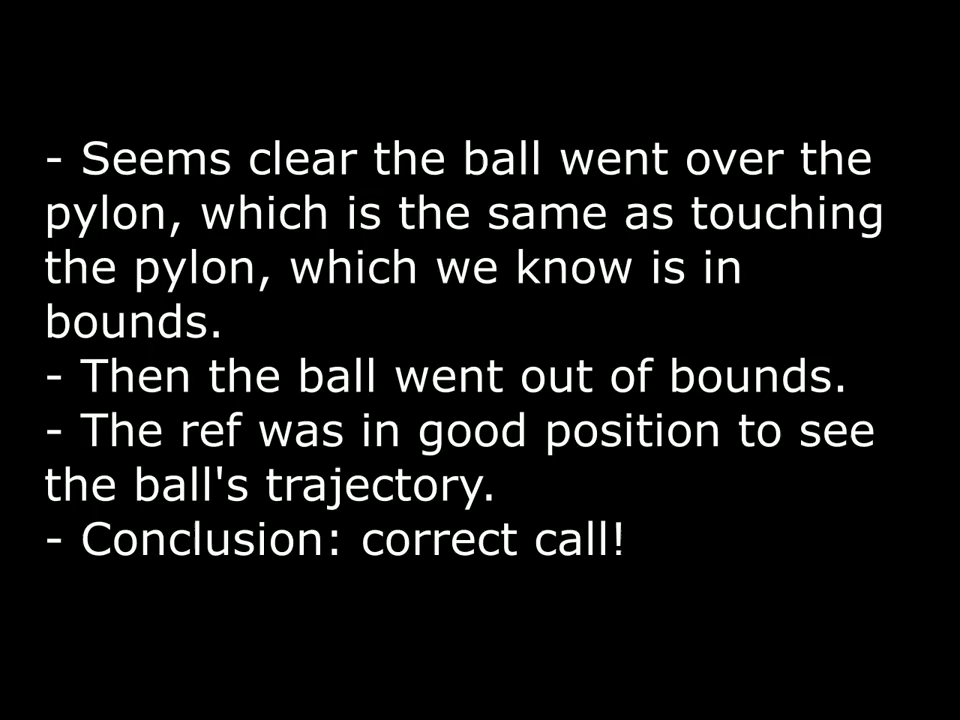 - Seems clear the ball went over the
pylon, which is the same as touching
the pylon, which we know is in
bounds.
- Then the ball went out of bounds.
- The ref was in good position to see
the ball's trajectory.
- Conclusion: correct call!